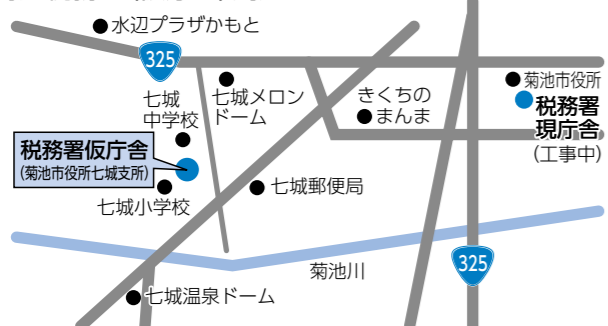 水辺プラザかもと
325
七城
中学校
七城メロン
ドーム
きくちの
まんま
菊池市役所
税務署
現庁舎
(工事中)
税務署仮庁舎
(菊池市役所七城支所)
七城小学校
七城郵便局
菊池川
325
七城温泉ドーム